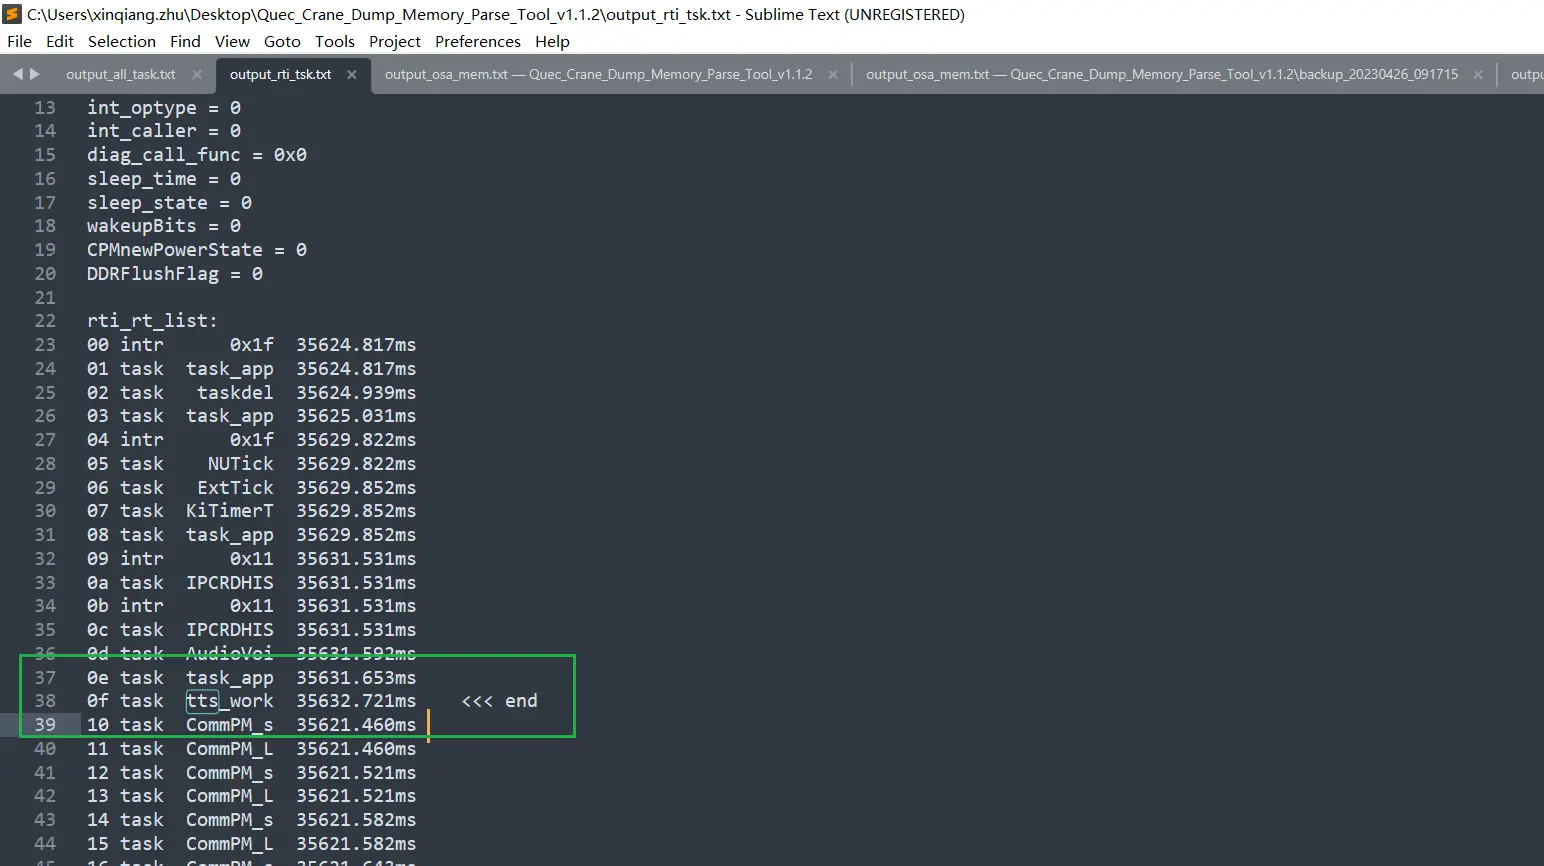 C:\Users\xinqiang.zhu\Desktop\Quec_Crane_Dump_Memory_Parse_Tool_v1.1.2\output_rti_tsk.txt - Sublime Text (UNREGISTERED)
File Edit Selection Find View Goto Tools Project Preferences Help
output_all_task.txt × output_rti_tsk.txt × output_osa_mem.txt — Quec_Crane_Dump_Memory_Parse_Tool_v1.1.2 × output_osa_mem.txt — Quec_Crane_Dump_Memory_Parse_Tool_v1.1.2\backup_20230426_091715 × outpu
13 int_optype = 0
14 int_caller = 0
15 diag_call_func = 0x0
16 sleep_time = 0
17 sleep_state = 0
18 wakeupBits = 0
19 CPMnewPowerState = 0
20 DDRFlushFlag = 0
21
22 rti_rt_list:
23 00 intr 0x1f 35624.817ms
24 01 task task_app 35624.817ms
25 02 task taskdel 35624.939ms
26 03 task task_app 35625.031ms
27 04 intr 0x1f 35629.822ms
28 05 task NUTick 35629.822ms
29 06 task ExtTick 35629.852ms
30 07 task KiTimerT 35629.852ms
31 08 task task_app 35629.852ms
32 09 intr 0x11 35631.531ms
33 0a task IPCRDHIS 35631.531ms
34 0b intr 0x11 35631.531ms
35 0c task IPCRDHIS 35631.531ms
36 0d task AudioVoi 35631.592ms
37 0e task task_app 35631.653ms
38 0f task tts_work 35632.721ms <<< end
39 10 task CommPM_s 35621.460ms
40 11 task CommPM_L 35621.460ms
41 12 task CommPM_s 35621.521ms
42 13 task CommPM_L 35621.521ms
43 14 task CommPM_s 35621.582ms
44 15 task CommPM_L 35621.582ms
45 16 task CommPM_s 35621.643ms